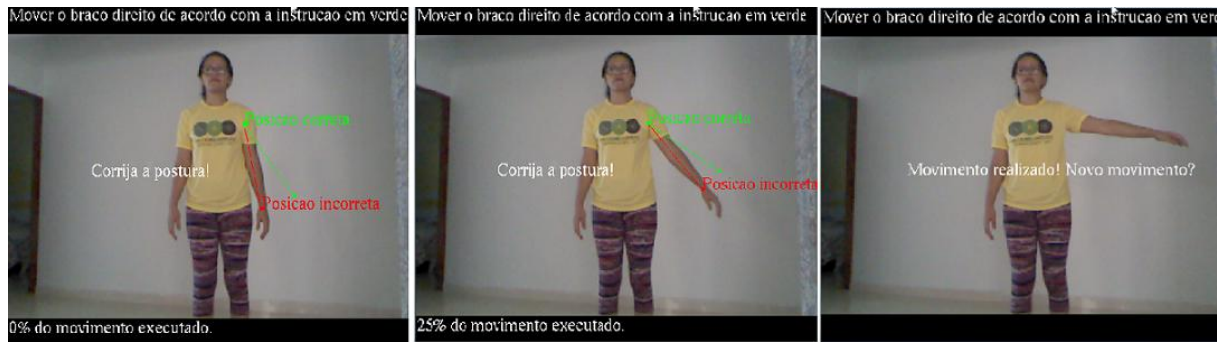 Mover o braco direito de acordo com a instrucao em verde
Posicao correta
Corrija a postura!
Posicao incorreta
0% do movimento executado.
Mover o braco direito de acordo com a instrucao em verde
Posicao correta
Corrija a postura!
Posicao incorreta
25% do movimento executado.
Mover o braco direito de acordo com a instrucao em verde
Movimento realizado! Novo movimento?